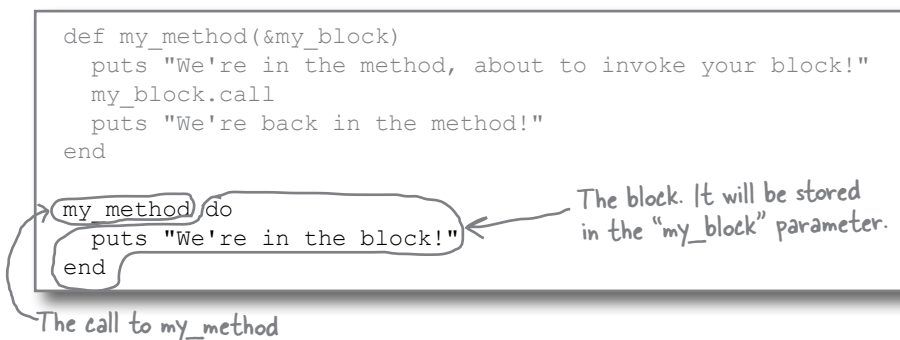 def my_method(&my_block)
  puts "We're in the method, about to invoke your block!"
  my_block.call
  puts "We're back in the method!"
end
my_method do
  puts "We're in the block!"
end
The block. It will be stored
in the “my_block” parameter.
The call to my_method